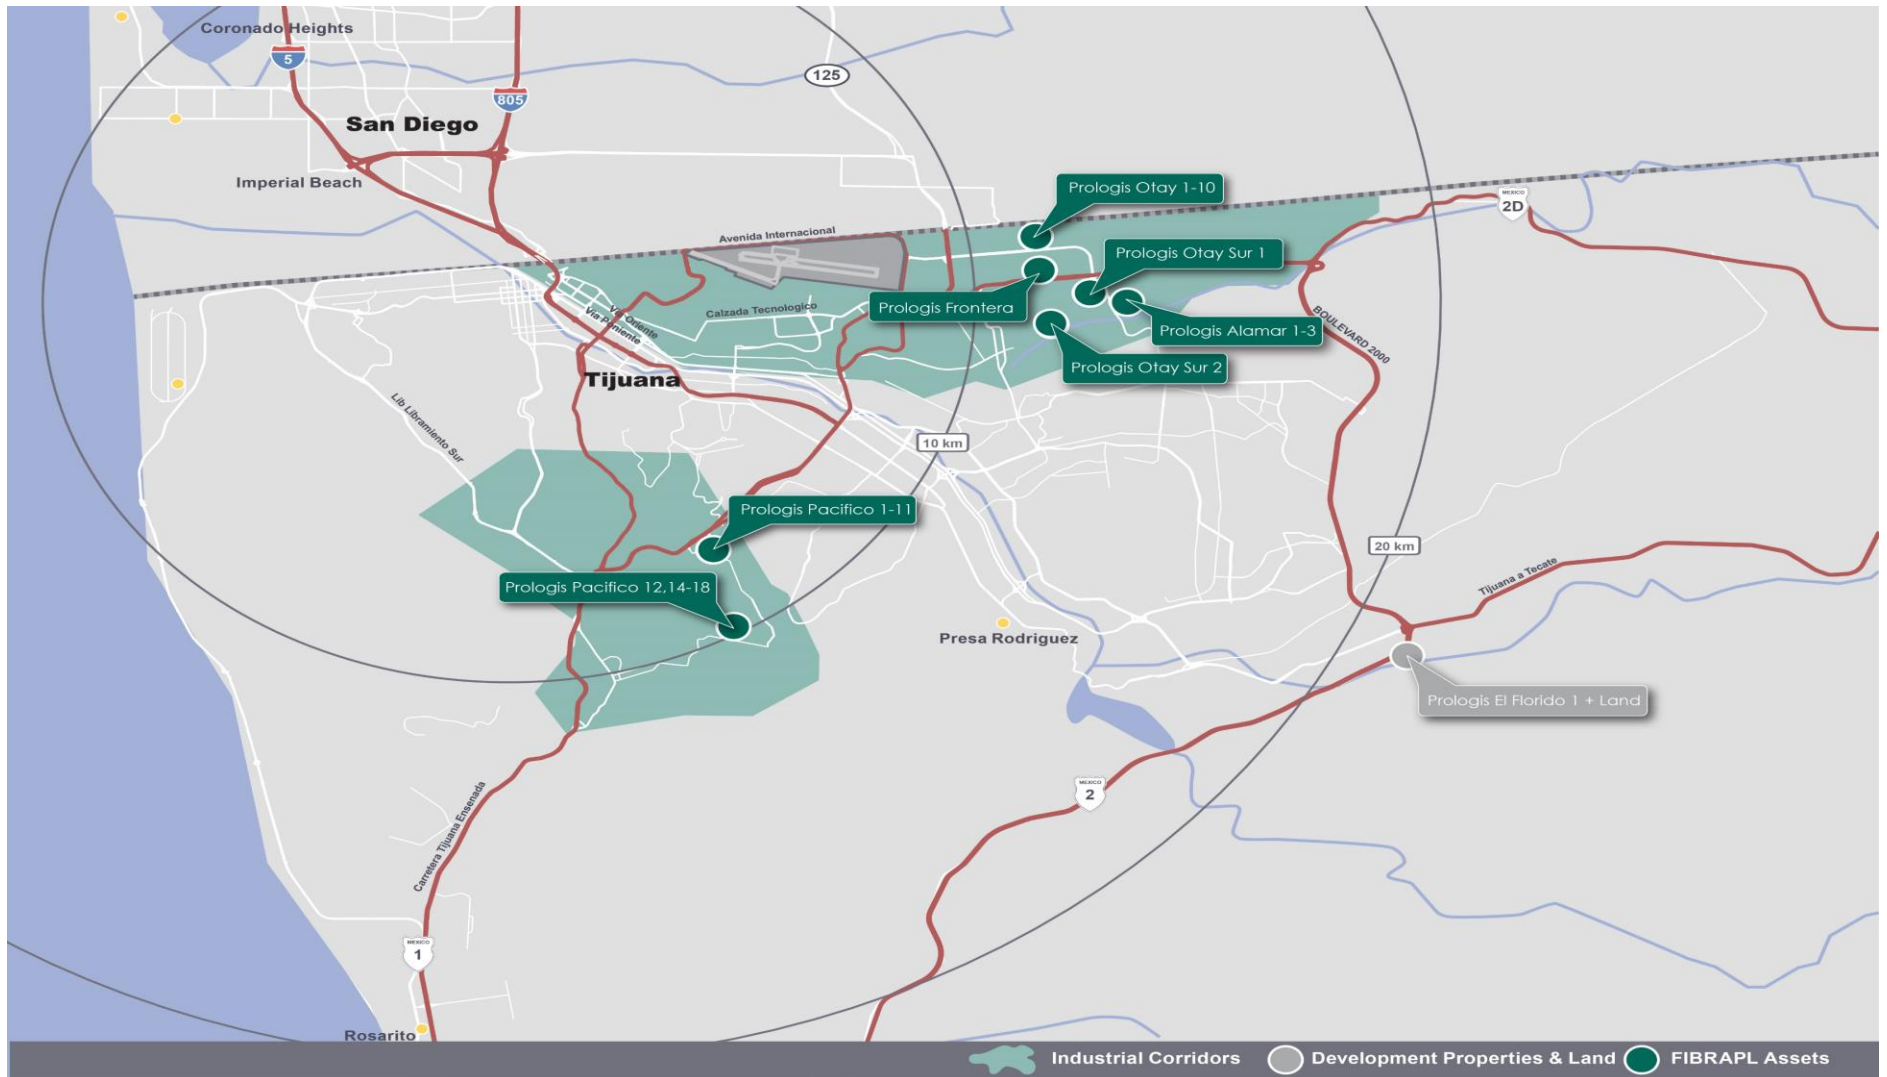 Coronado Heights
5
805
125
San Diego
Imperial Beach
Prologis Otay 1-10
MEXICO
2D
Avenida Internacional
Prologis Otay Sur 1
Prologis Frontera
Calzada Tecnologico
Via Oriente
Via Poniente
Prologis Alamar 1-3
BOULEVARD 2000
Prologis Otay Sur 2
Tijuana
Lib Libramiento Sur
10 km
Prologis Pacifico 1-11
20 km
Prologis Pacifico 12,14-18
Tijuana a Tecate
Presa Rodriguez
Prologis El Florido 1 + Land
MEXICO
2
Carretera Tijuana Ensenada
MEXICO
1
Rosarito
Industrial Corridors
Development Properties & Land
FIBRAPL Assets